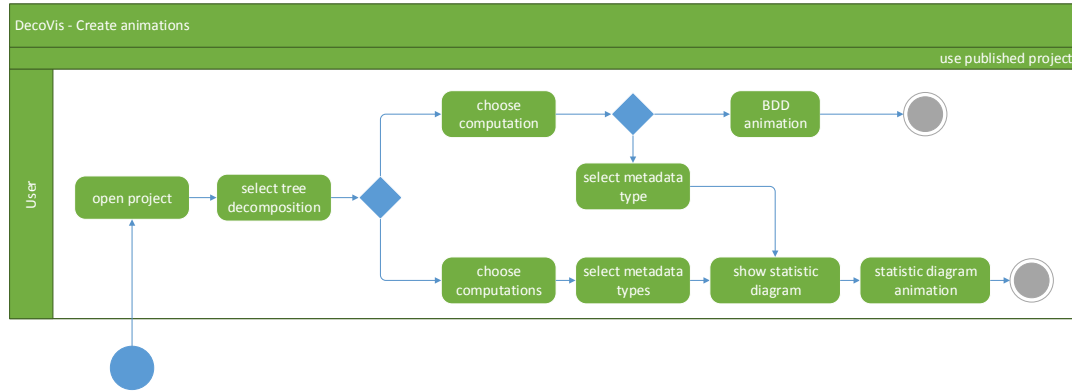 DecoVis - Create animations
use published project
User
open project
select tree
decomposition
choose
computation
BDD
animation
select metadata
type
choose
computations
select metadada
types
show statistic
diagram
statistic diagram
animation